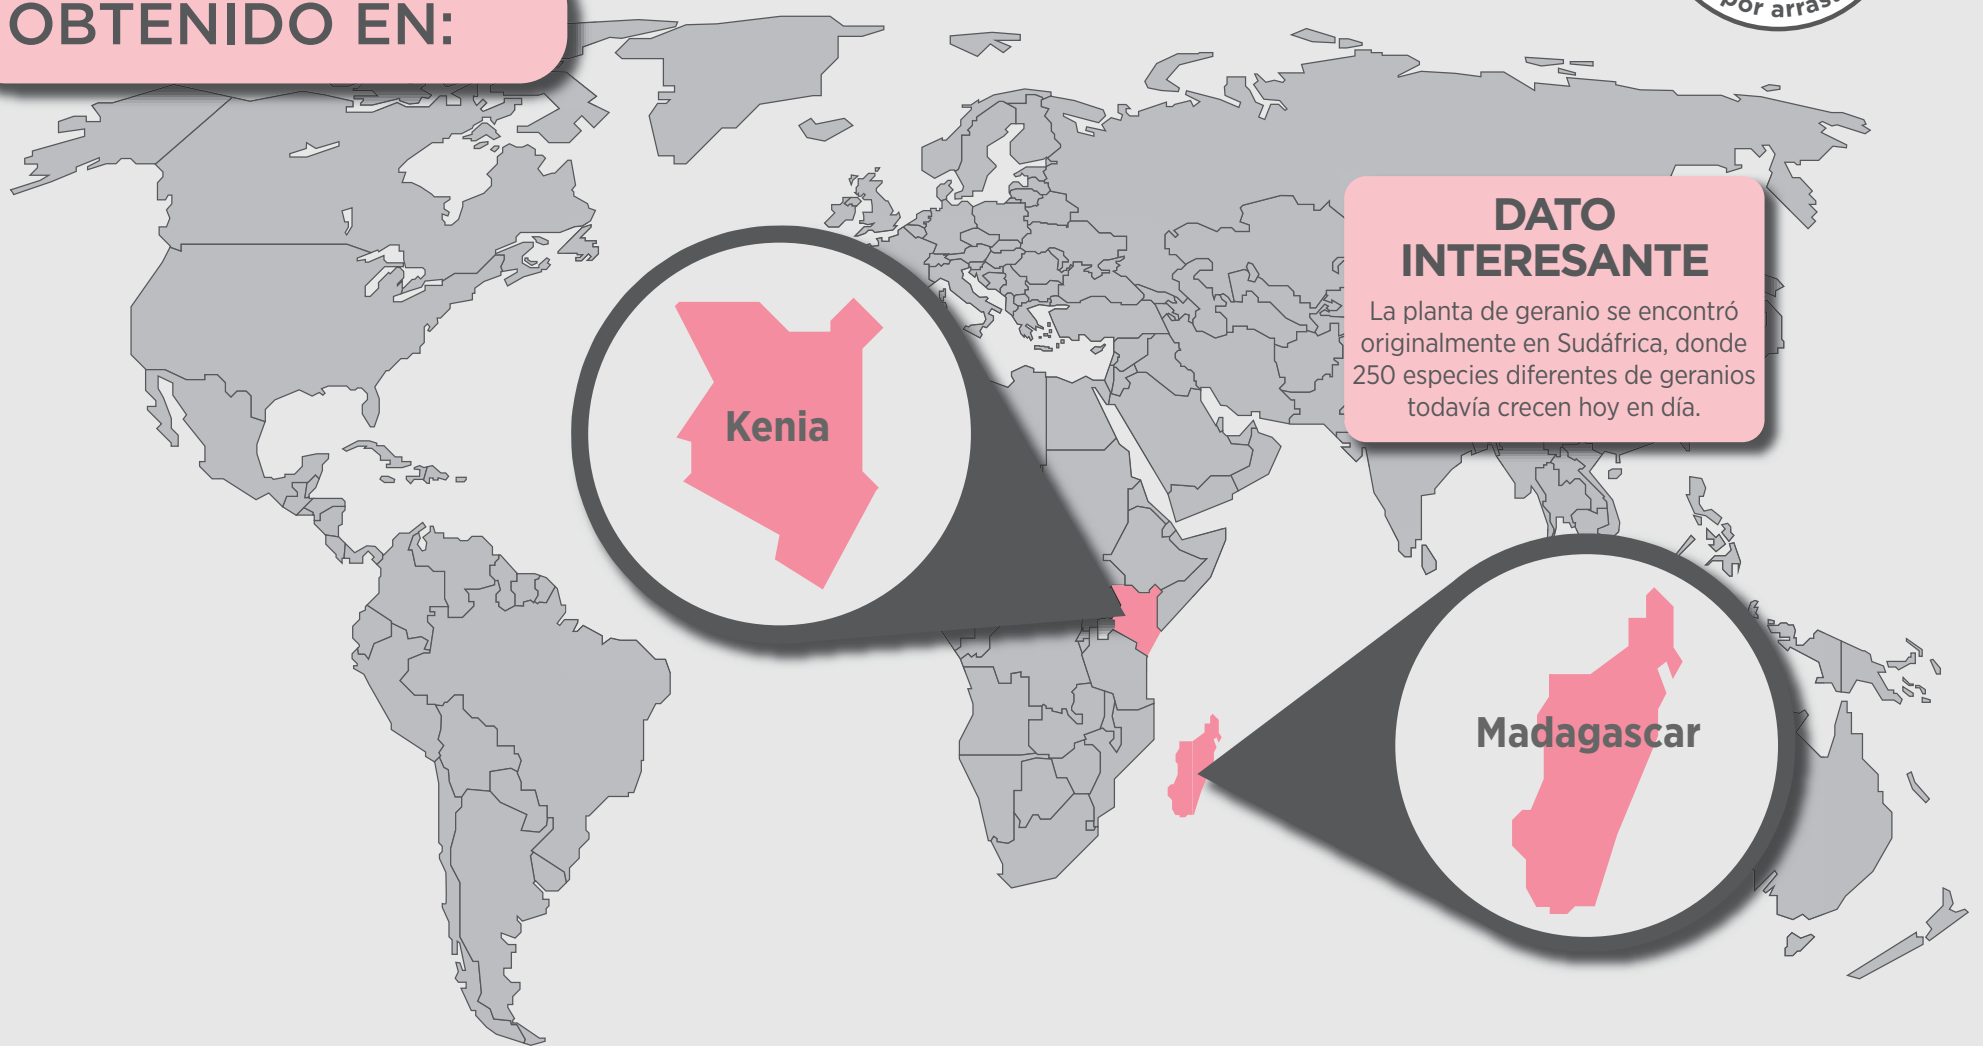 OBTENIDO EN:
por
DATO
INTERESANTE
La planta de geranio se encontró
originalmente en Sudáfrica, donde
250 especies diferentes de geranios
todavía crecen hoy en día.
Kenia
Madagascar